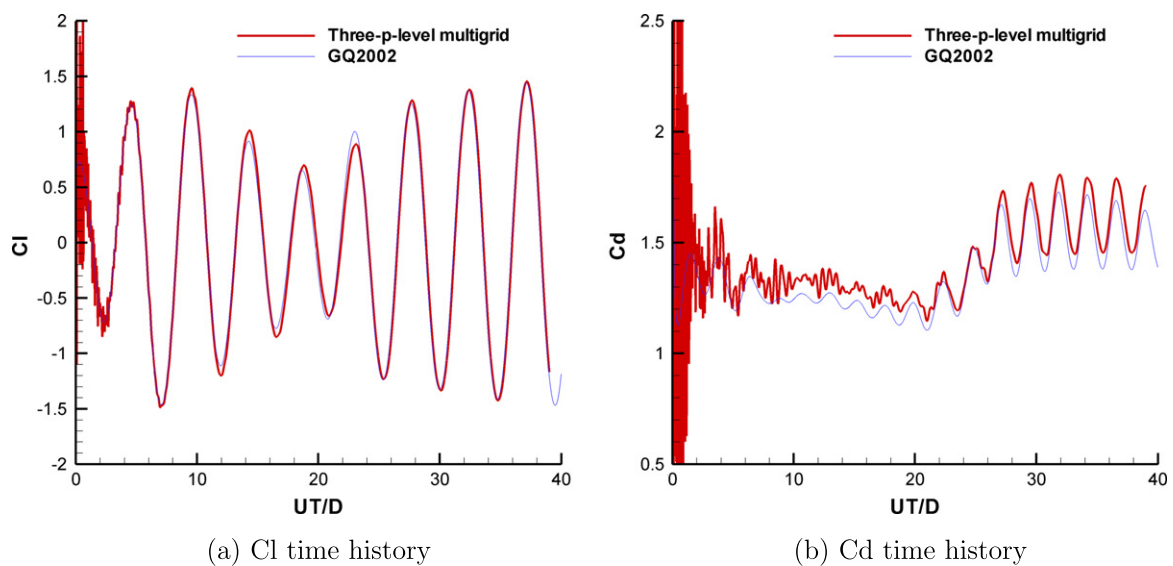 Three-p-level multigrid
GQ2002
Cl
2
1.5
1
0.5
0
-0.5
-1
-1.5
-2
0 10 20 30 40
UT/D
(a) Cl time history
Three-p-level multigrid
GQ2002
Cd
2.5
2
1.5
1
0.5
0 10 20 30 40
UT/D
(b) Cd time history